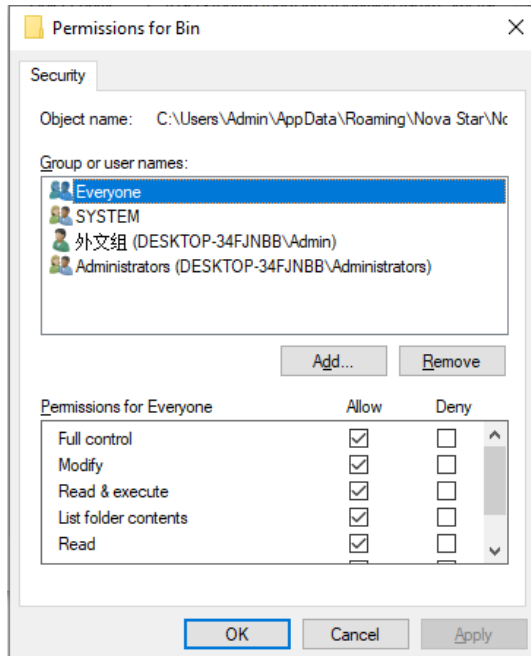 Permissions for Bin
Security
Object name: C:\Users\Admin\AppData\Roaming\Nova Star\Nc
Group or user names:
Everyone
SYSTEM
外文组 (DESKTOP-34FJNBB\Admin)
Administrators (DESKTOP-34FJNBB\Administrators)
Add... Remove
Permissions for Everyone Allow Deny
Full control
Modify
Read & execute
List folder contents
Read
OK Cancel Apply